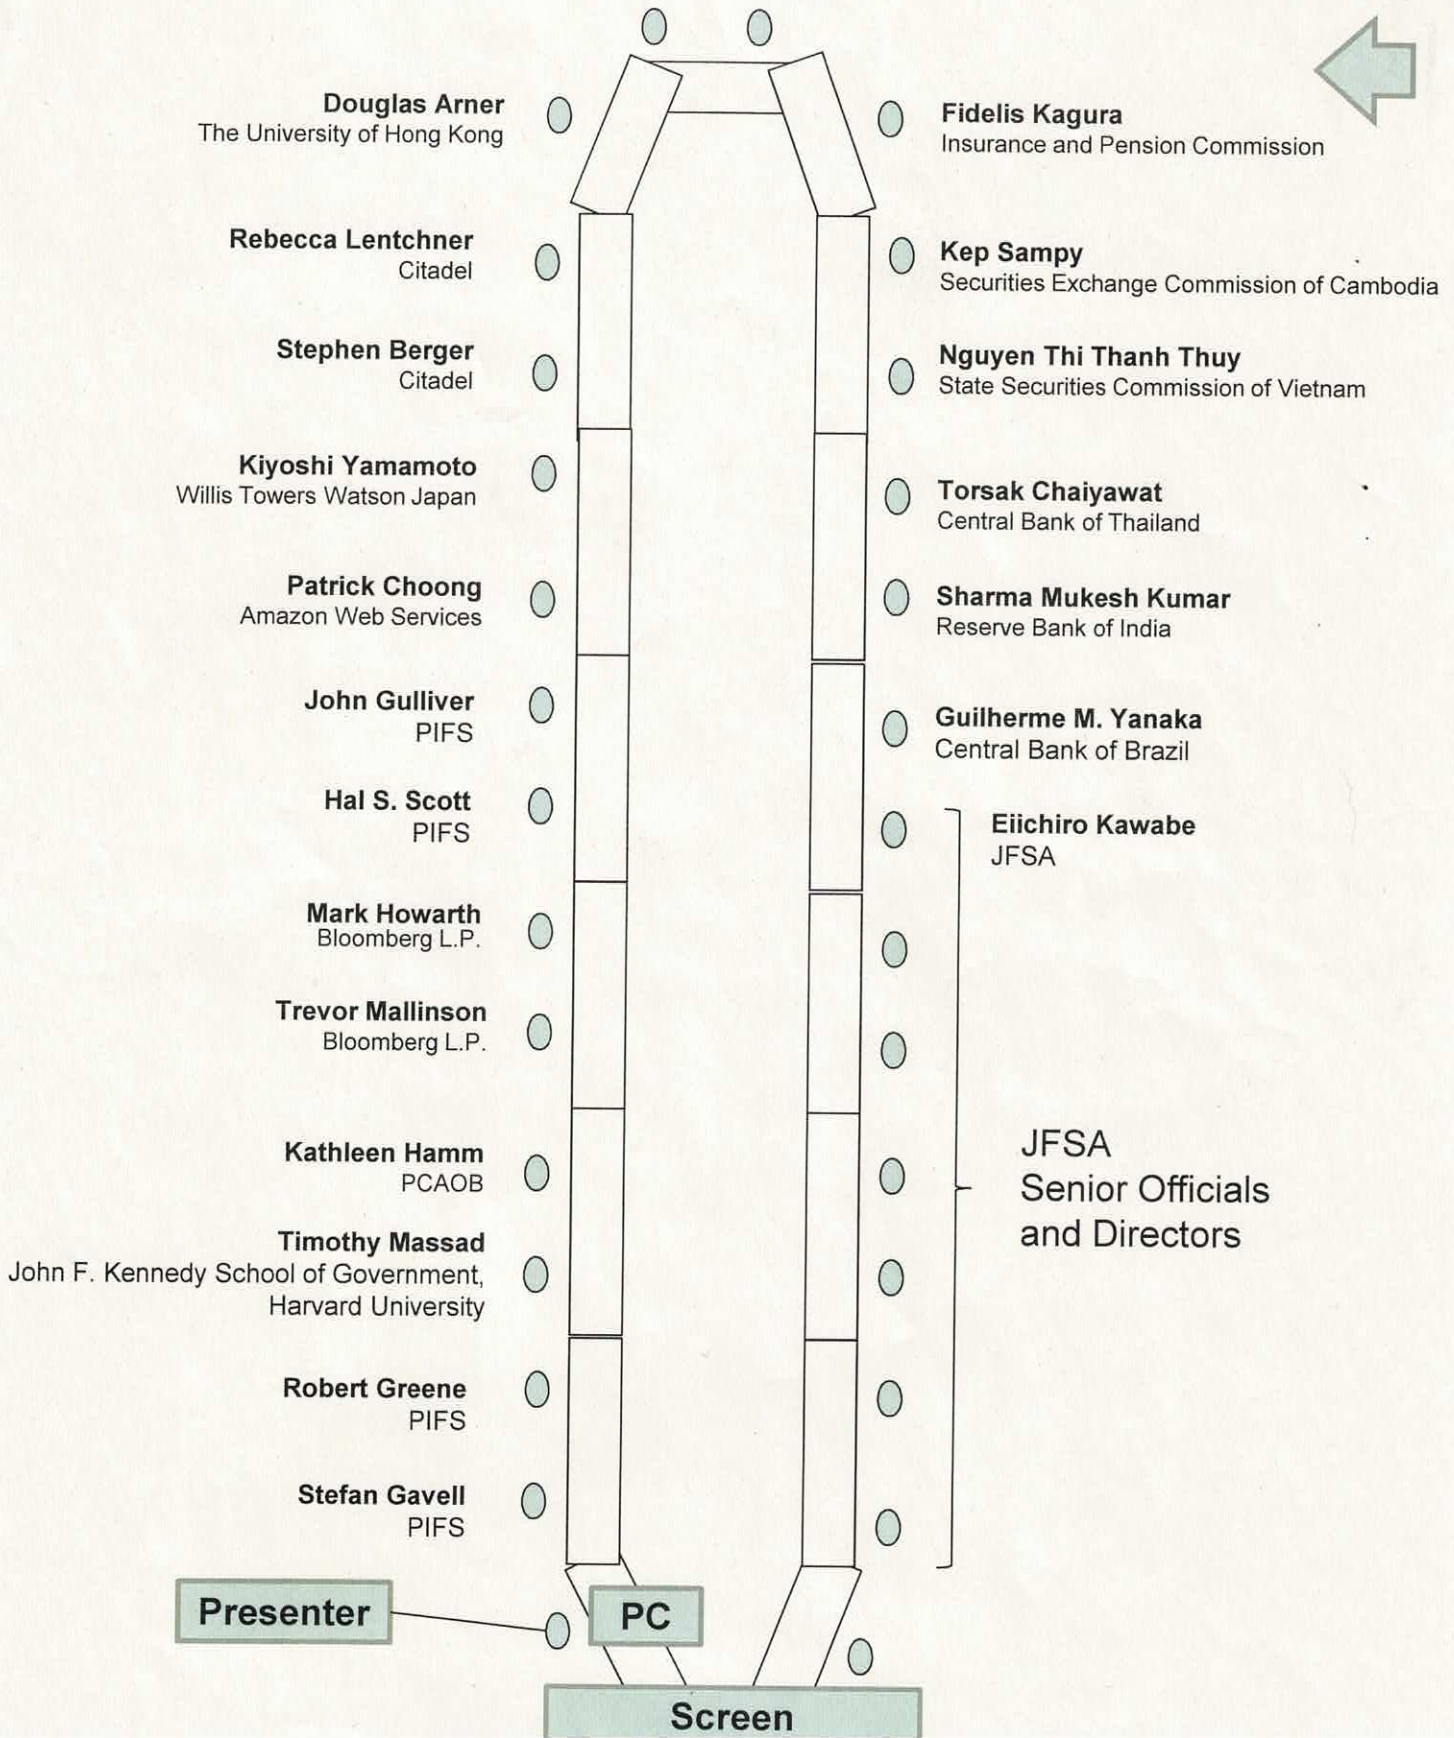 Douglas Arner
The University of Hong Kong
Rebecca Lentchner
Citadel
Stephen Berger
Citadel
Kiyoshi Yamamoto
Willis Towers Watson Japan
Patrick Choong
Amazon Web Services
John Gulliver
PIFS
Hal S. Scott
PIFS
Mark Howarth
Bloomberg L.P.
Trevor Mallinson
Bloomberg L.P.
Kathleen Hamm
PCAOB
Timothy Massad
John F. Kennedy School of Government,
Harvard University
Robert Greene
PIFS
Stefan Gavell
PIFS
Presenter
PC
Screen
Fidelis Kagura
Insurance and Pension Commission
Kep Sampy
Securities Exchange Commission of Cambodia
Nguyen Thi Thanh Thuy
State Securities Commission of Vietnam
Torsak Chaiyawat
Central Bank of Thailand
Sharma Mukesh Kumar
Reserve Bank of India
Guilherme M. Yanaka
Central Bank of Brazil
Eiichiro Kawabe
JFSA
JFSA
Senior Officials
and Directors